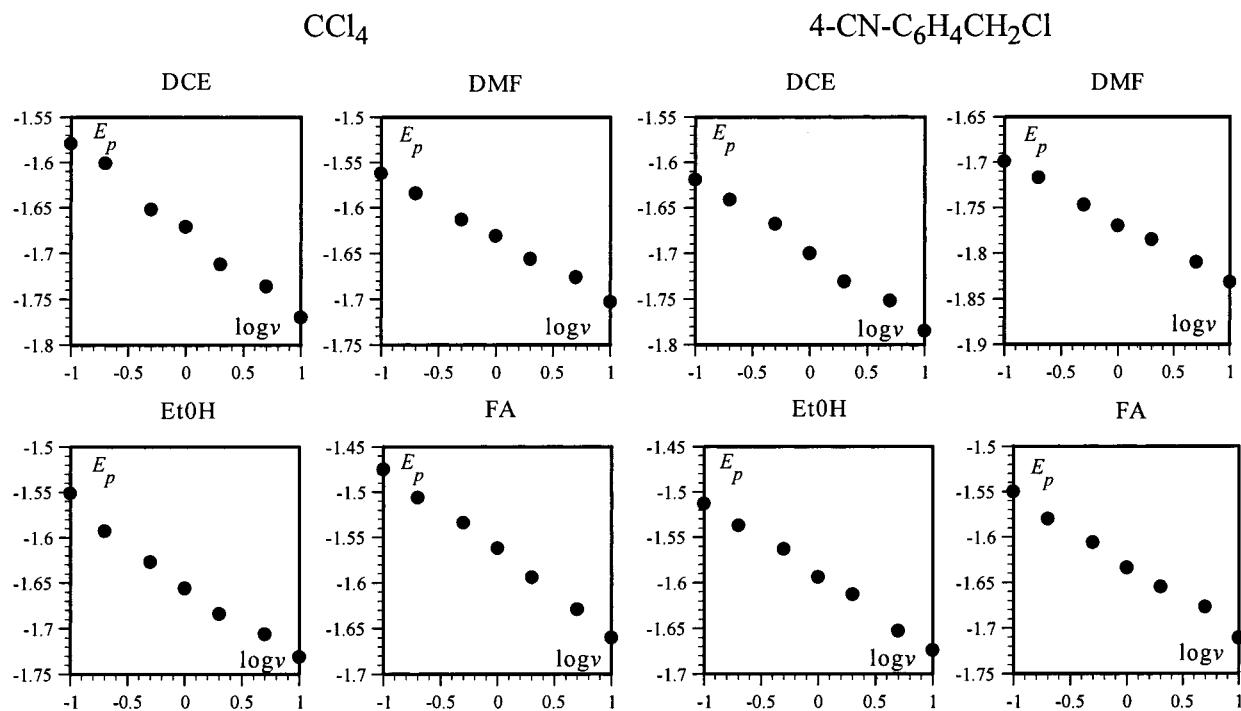 CCl4 4-CN-C6H4CH2Cl
DCE DMF DCE DMF
-1.55 -1.5 -1.55 -1.65
Ep Ep Ep Ep
-1.6 -1.55 -1.6 -1.7
-1.65 -1.6 -1.65 -1.75
-1.7 -1.65 -1.7 -1.8
-1.75 -1.7 -1.75 -1.85
logν logν logν logν
-1.8 -1.75 -1.8 -1.9
-1 -0.5 0 0.5 1 -1 -0.5 0 0.5 1 -1 -0.5 0 0.5 1 -1 -0.5 0 0.5 1
Et0H FA Et0H FA
-1.5 -1.45 -1.45 -1.5
Ep Ep Ep Ep
-1.55 -1.5 -1.5 -1.55
-1.6 -1.55 -1.55 -1.6
-1.65 -1.6 -1.6 -1.65
-1.7 -1.65 -1.65 -1.7
logν logν logν logν
-1.75 -1.7 -1.7 -1.75
-1 -0.5 0 0.5 1 -1 -0.5 0 0.5 1 -1 -0.5 0 0.5 1 -1 -0.5 0 0.5 1